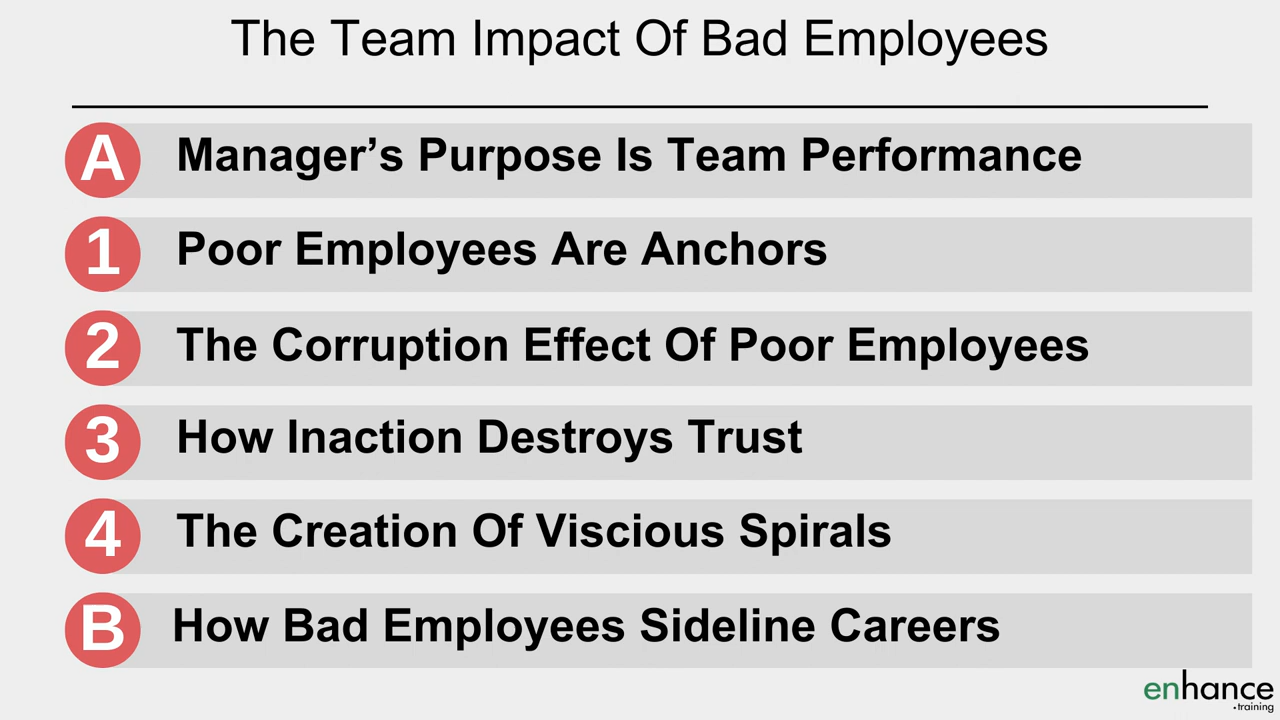 The Team Impact Of Bad Employees
A Manager’s Purpose Is Team Performance
1 Poor Employees Are Anchors
2 The Corruption Effect Of Poor Employees
3 How Inaction Destroys Trust
4 The Creation Of Viscious Spirals
B How Bad Employees Sideline Careers
enhance
.training